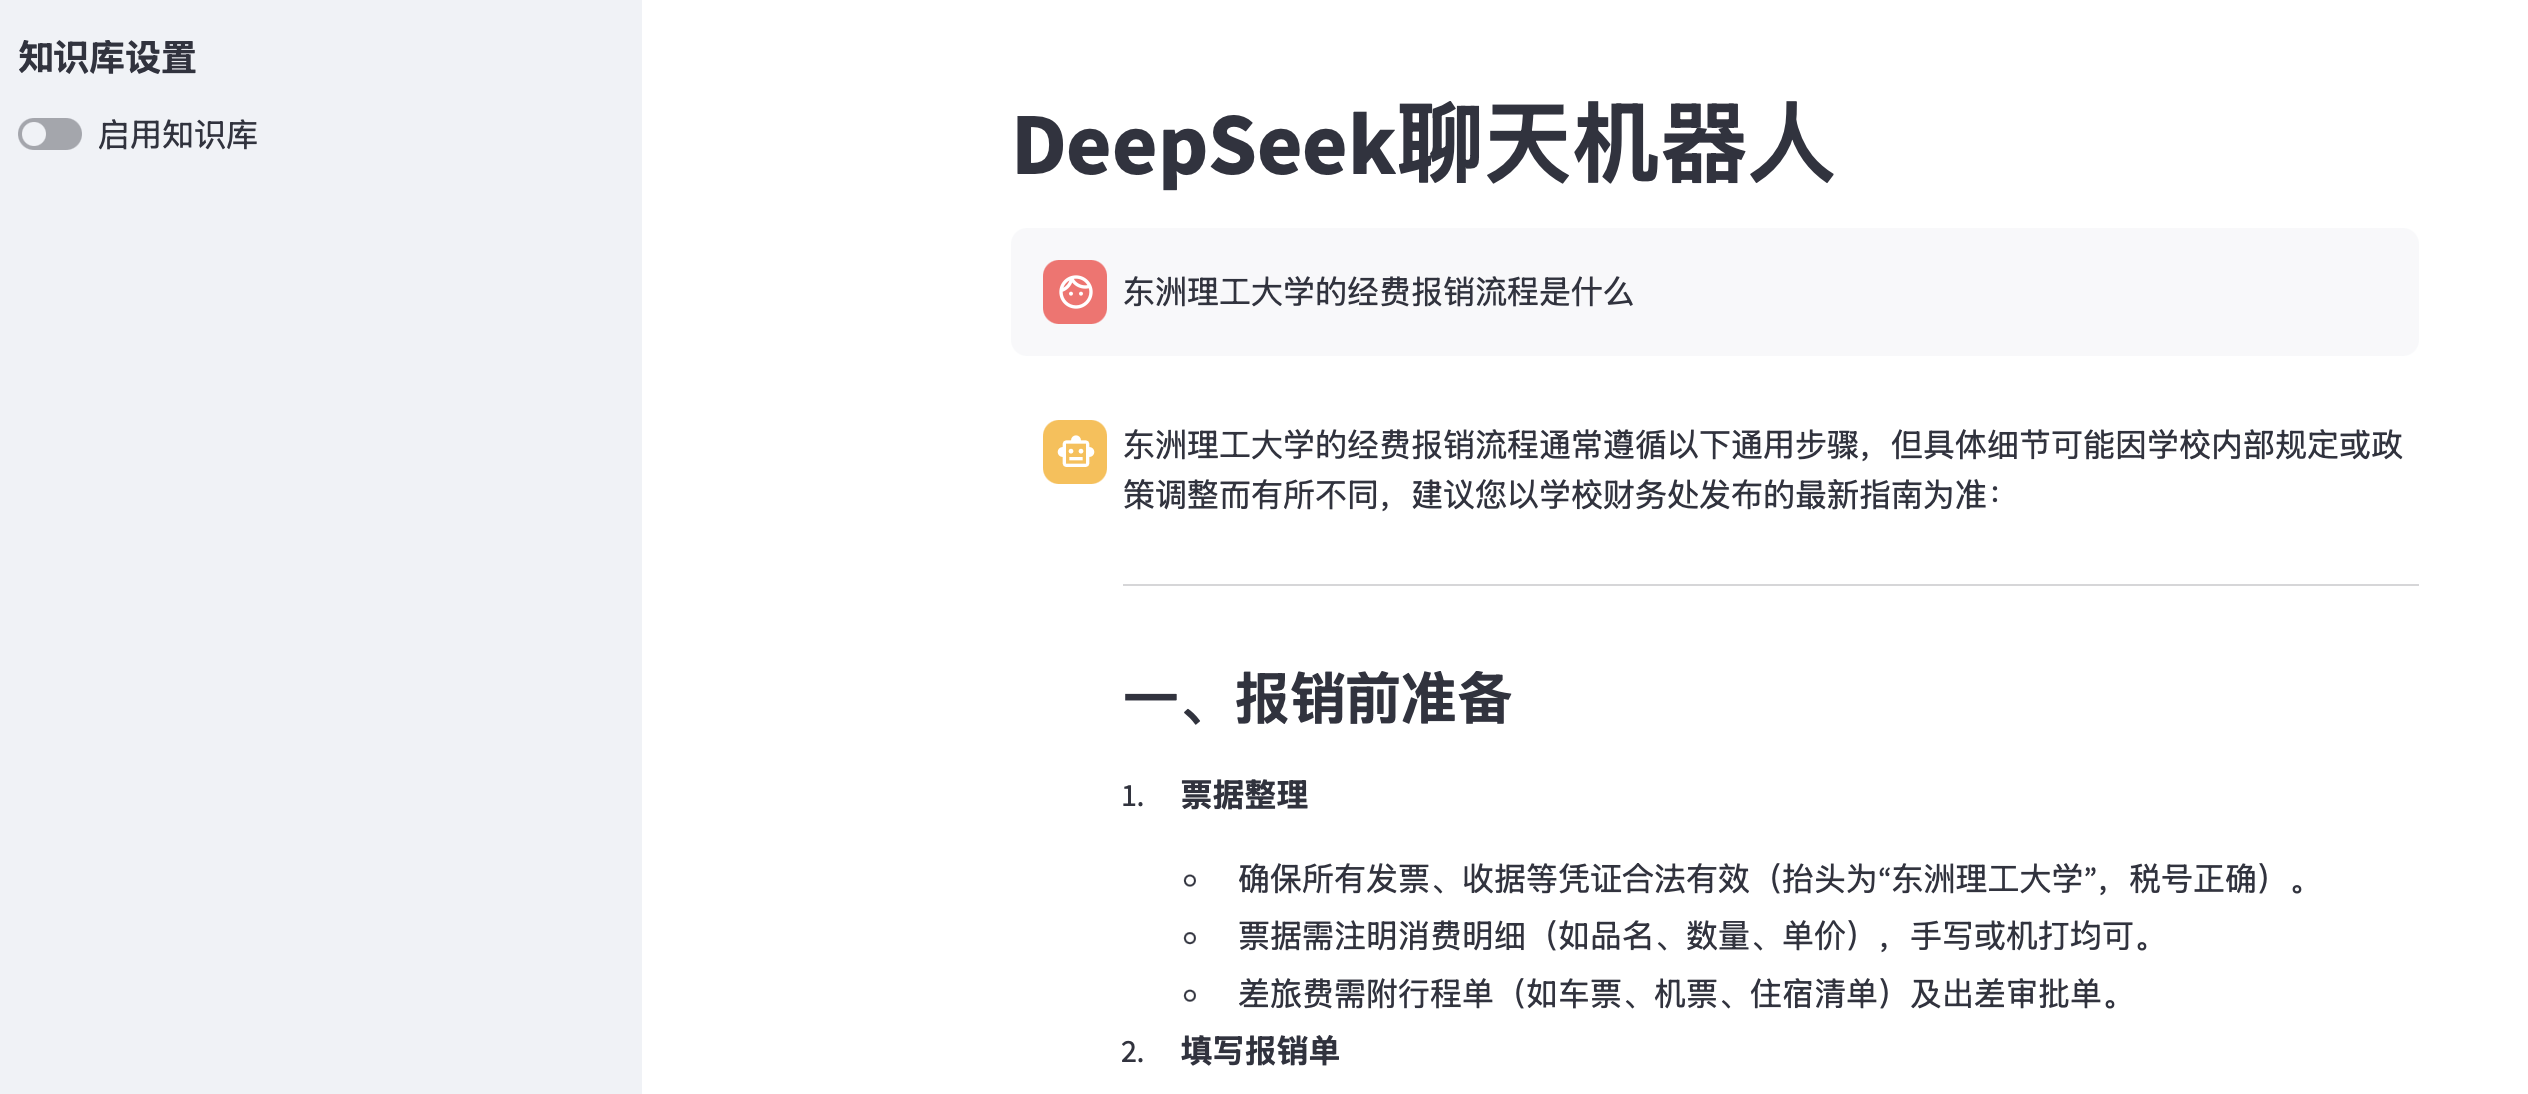 知识库设置
启用知识库
DeepSeek聊天机器人
东洲理工大学的经费报销流程是什么
东洲理工大学的经费报销流程通常遵循以下通用步骤，但具体细节可能因学校内部规定或政
策调整而有所不同，建议您以学校财务处发布的最新指南为准：
一、报销前准备
1. 票据整理
确保所有发票、收据等凭证合法有效（抬头为“东洲理工大学”，税号正确）。
票据需注明消费明细（如品名、数量、单价），手写或机打均可。
差旅费需附行程单（如车票、机票、住宿清单）及出差审批单。
2. 填写报销单